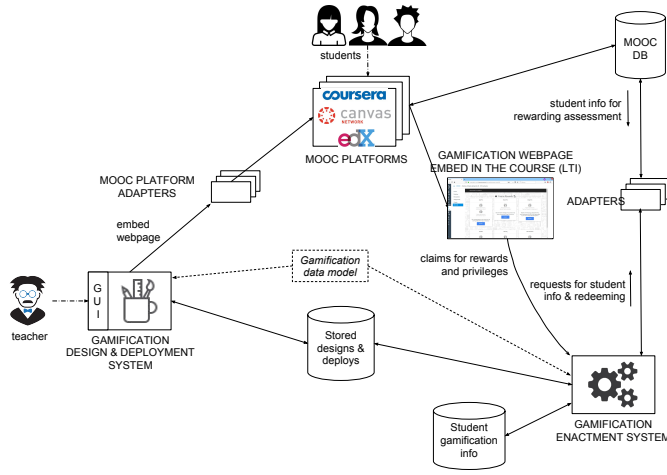 students
coursera
canvas
NETWORK
edX
MOOC PLATFORMS
MOOC
DB
student info for
rewarding assessment
MOOC PLATFORM
ADAPTERS
GAMIFICATION WEBPAGE
EMBED IN THE COURSE (LTI)
ADAPTERS
embed
webpage
claims for rewards
and privileges
Gamification
data model
requests for student
info & redeeming
G
U
I
teacher
GAMIFICATION
DESIGN & DEPLOYMENT
SYSTEM
Stored
designs &
deploys
Student
gamification
info
GAMIFICATION
ENACTMENT SYSTEM